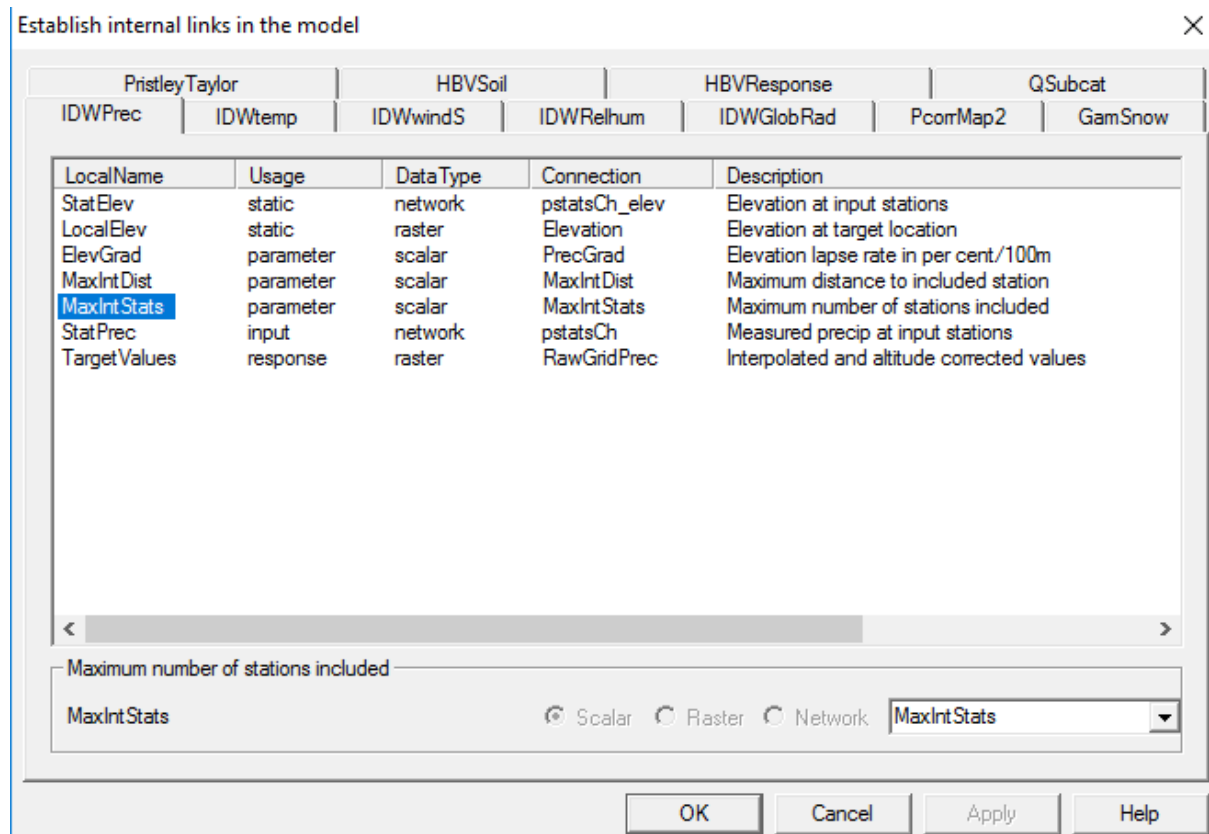 Establish internal links in the model
PristleyTaylor HBVSoil HBVResponse QSubcat
IDWPrec IDWtemp IDWwindS IDWRelhum IDWGlobRad PcorrMap2 GamSnow
LocalName Usage DataType Connection Description
StatElev static network pstatsCh_elev Elevation at input stations
LocalElev static raster Elevation Elevation at target location
ElevGrad parameter scalar PrecGrad Elevation lapse rate in per cent/100m
MaxIntDist parameter scalar MaxIntDist Maximum distance to included station
MaxIntStats parameter scalar MaxIntStats Maximum number of stations included
StatPrec input network pstatsCh Measured precip at input stations
TargetValues response raster RawGridPrec Interpolated and altitude corrected values
Maximum number of stations included
MaxIntStats Scalar Raster Network MaxIntStats
OK Cancel Apply Help